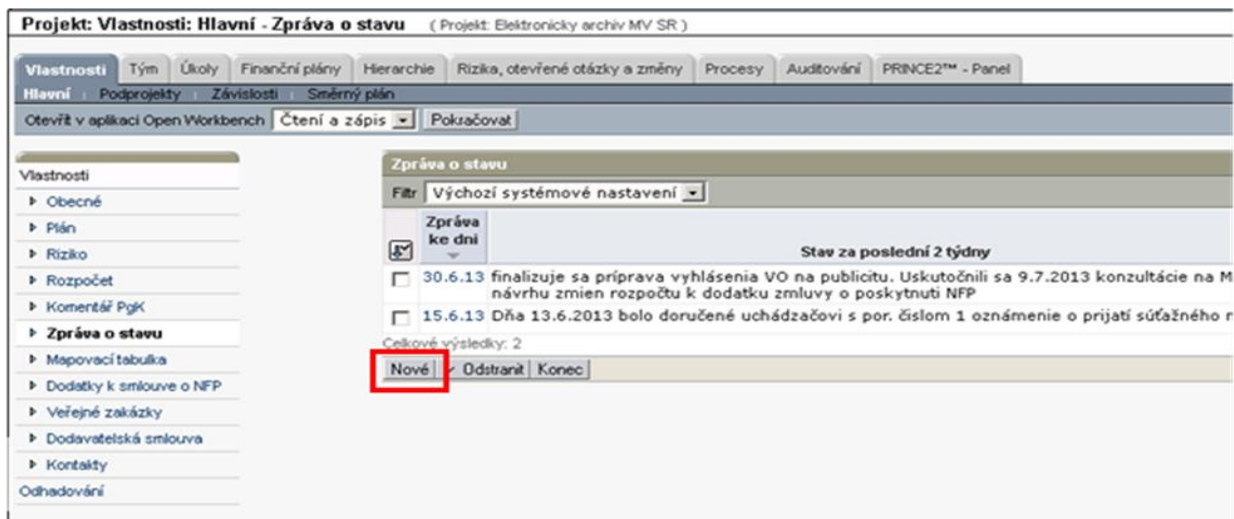 Projekt: Vlastnosti: Hlavní - Zpráva o stavu ( Projekt: Elektronicky archiv MV SR )
Vlastnosti Tým Úkoly Finanční plány Hierarchie Rizika, otevřené otázky a změny Procesy Auditování PRINCE2™ - Panel
Hlavní Podprojekty Závislosti Směrný plán
Otevřít v aplikaci Open Workbench Čtení a zápis Pokračovat
Vlastnosti
Obecné
Plán
Riziko
Rozpočet
Komentář PgK
Zpráva o stavu
Mapovací tabulka
Dodatky k smlouve o NFP
Veřejné zakázky
Dodavatelská smlouva
Kontakty
Odhadování
Zpráva o stavu
Filtr Výchozí systémové nastavení
Zpráva
ke dni
Stav za poslední 2 týdny
30.6.13 finalizuje sa príprava vyhlásenia VO na publicitu. Uskutočnili sa 9.7.2013 konzultácie na M
návrhu zmien rozpočtu k dodatku zmluvy o poskytnuti NFP
15.6.13 Dňa 13.6.2013 bolo doručené uchádzačovi s por. čislom 1 oznámenie o prijatí súťažného
Celkové výsledky: 2
Nové Odstranit Konec